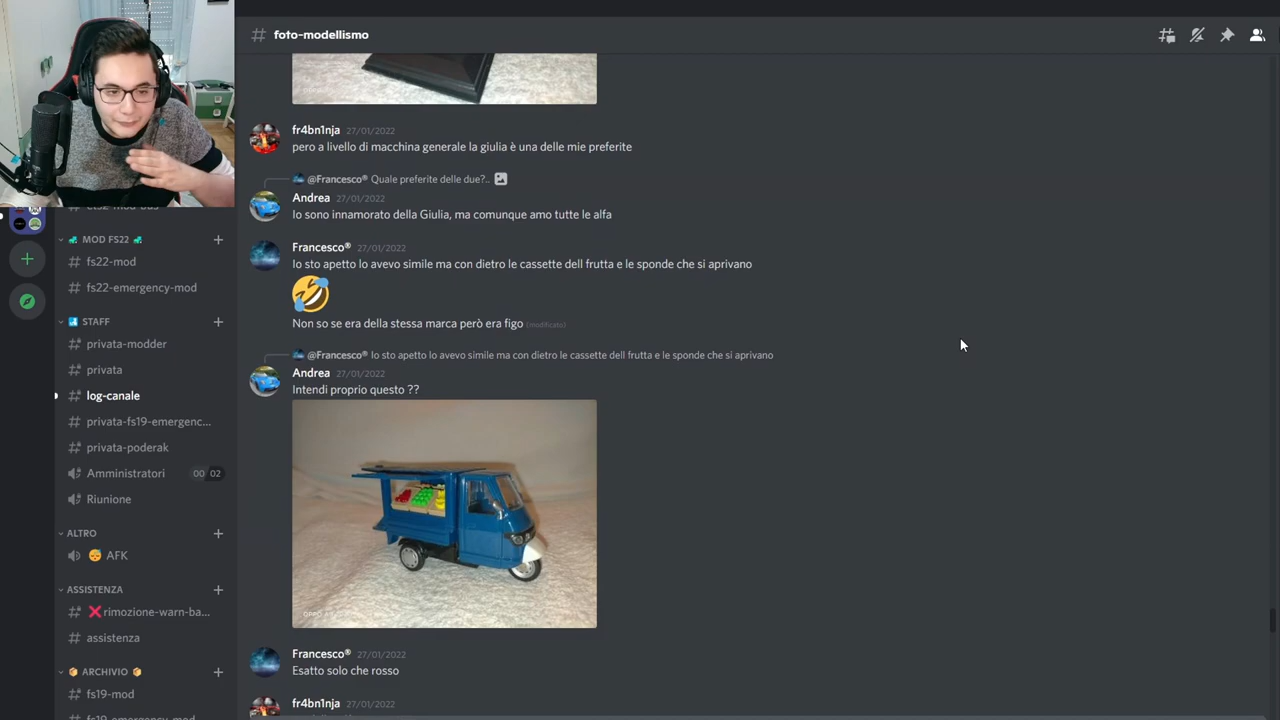 foto-modellismo
fr4bn1nja 27/01/2022
pero a livello di macchina generale la giulia è una delle mie preferite
@Francesco® Quale preferite delle due?..
Andrea 27/01/2022
Io sono innamorato della Giulia, ma comunque amo tutte le alfa
Francesco® 27/01/2022
Io sto apetto lo avevo simile ma con dietro le cassette dell frutta e le sponde che si aprivano
Non so se era della stessa marca però era figo (modificato)
@Francesco® Io sto apetto lo avevo simile ma con dietro le cassette dell frutta e le sponde che si aprivano
Andrea 27/01/2022
Intendi proprio questo ??
Francesco® 27/01/2022
Esatto solo che rosso
fr4bn1nja 27/01/2022
MOD FS22
fs22-mod
fs22-emergency-mod
STAFF
privata-modder
privata
log-canale
privata-fs19-emergenc...
privata-poderak
Amministratori 00 02
Riunione
ALTRO
AFK
ASSISTENZA
rimozione-warn-ba...
assistenza
ARCHIVIO
fs19-mod
fs19-emergency-mod